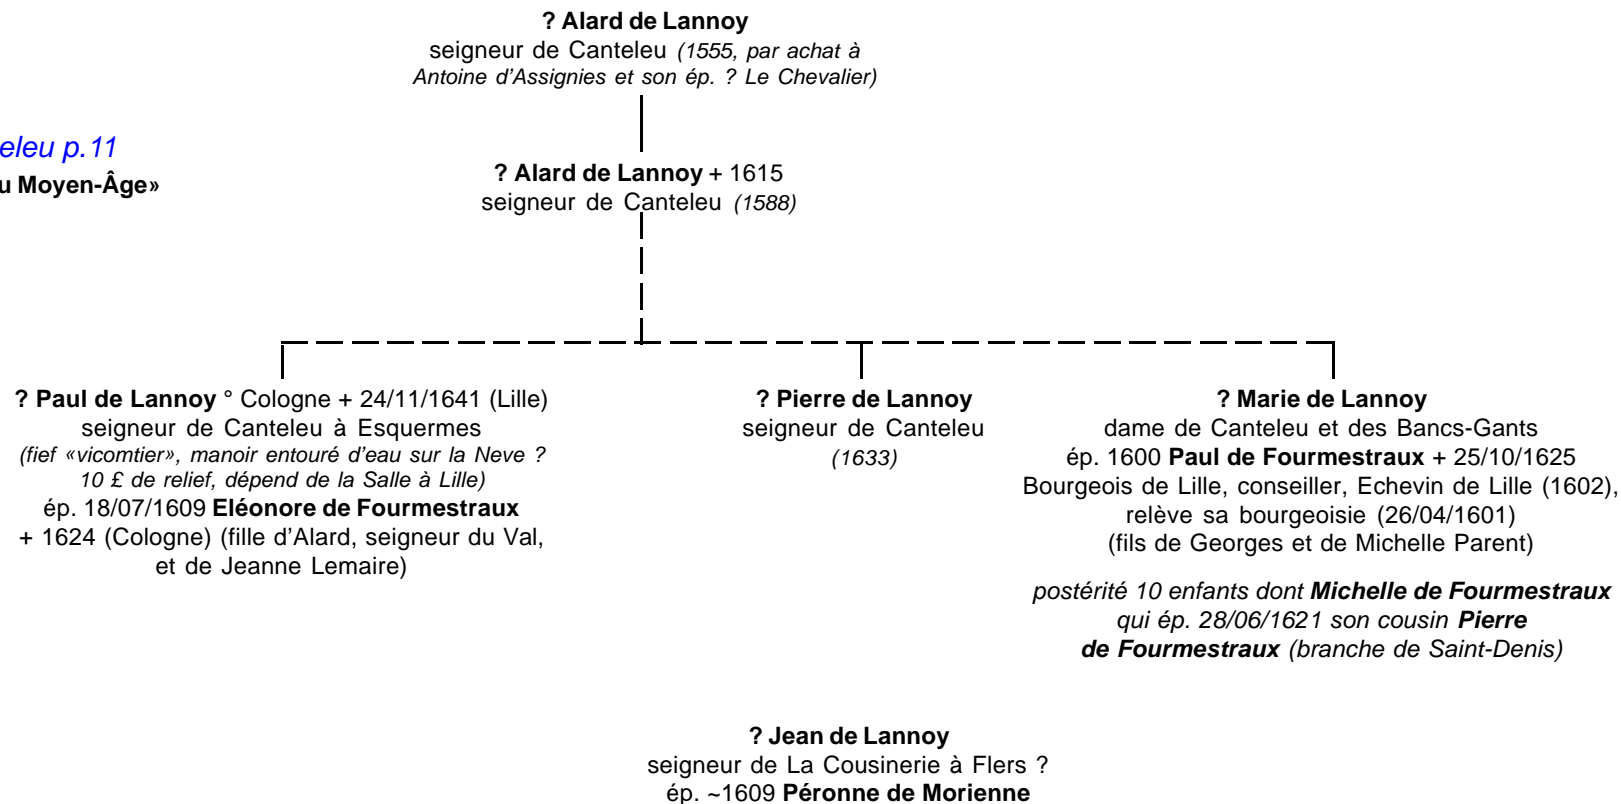 ? Alard de Lannoy
seigneur de Canteleu (1555, par achat à
Antoine d'Assignies et son ép. ? Le Chevalier)
eleu p.11
u Moyen-Âge»
? Alard de Lannoy + 1615
seigneur de Canteleu (1588)
? Paul de Lannoy ° Cologne + 24/11/1641 (Lille)
seigneur de Canteleu à Esquermes
(fief «vicomtier», manoir entouré d'eau sur la Neve ?
10 £ de relief, dépend de la Salle à Lille)
ép. 18/07/1609 Eléonore de Fourmestraux
+ 1624 (Cologne) (fille d'Alard, seigneur du Val,
et de Jeanne Lemaire)
? Pierre de Lannoy
seigneur de Canteleu
(1633)
? Marie de Lannoy
dame de Canteleu et des Bancs-Gants
ép. 1600 Paul de Fourmestraux + 25/10/1625
Bourgeois de Lille, conseiller, Echevin de Lille (1602),
relève sa bourgeoisie (26/04/1601)
(fils de Georges et de Michelle Parent)
postérité 10 enfants dont Michelle de Fourmestraux
qui ép. 28/06/1621 son cousin Pierre
de Fourmestraux (branche de Saint-Denis)
? Jean de Lannoy
seigneur de La Cousinerie à Flers ?
ép. ~1609 Péronne de Morienne